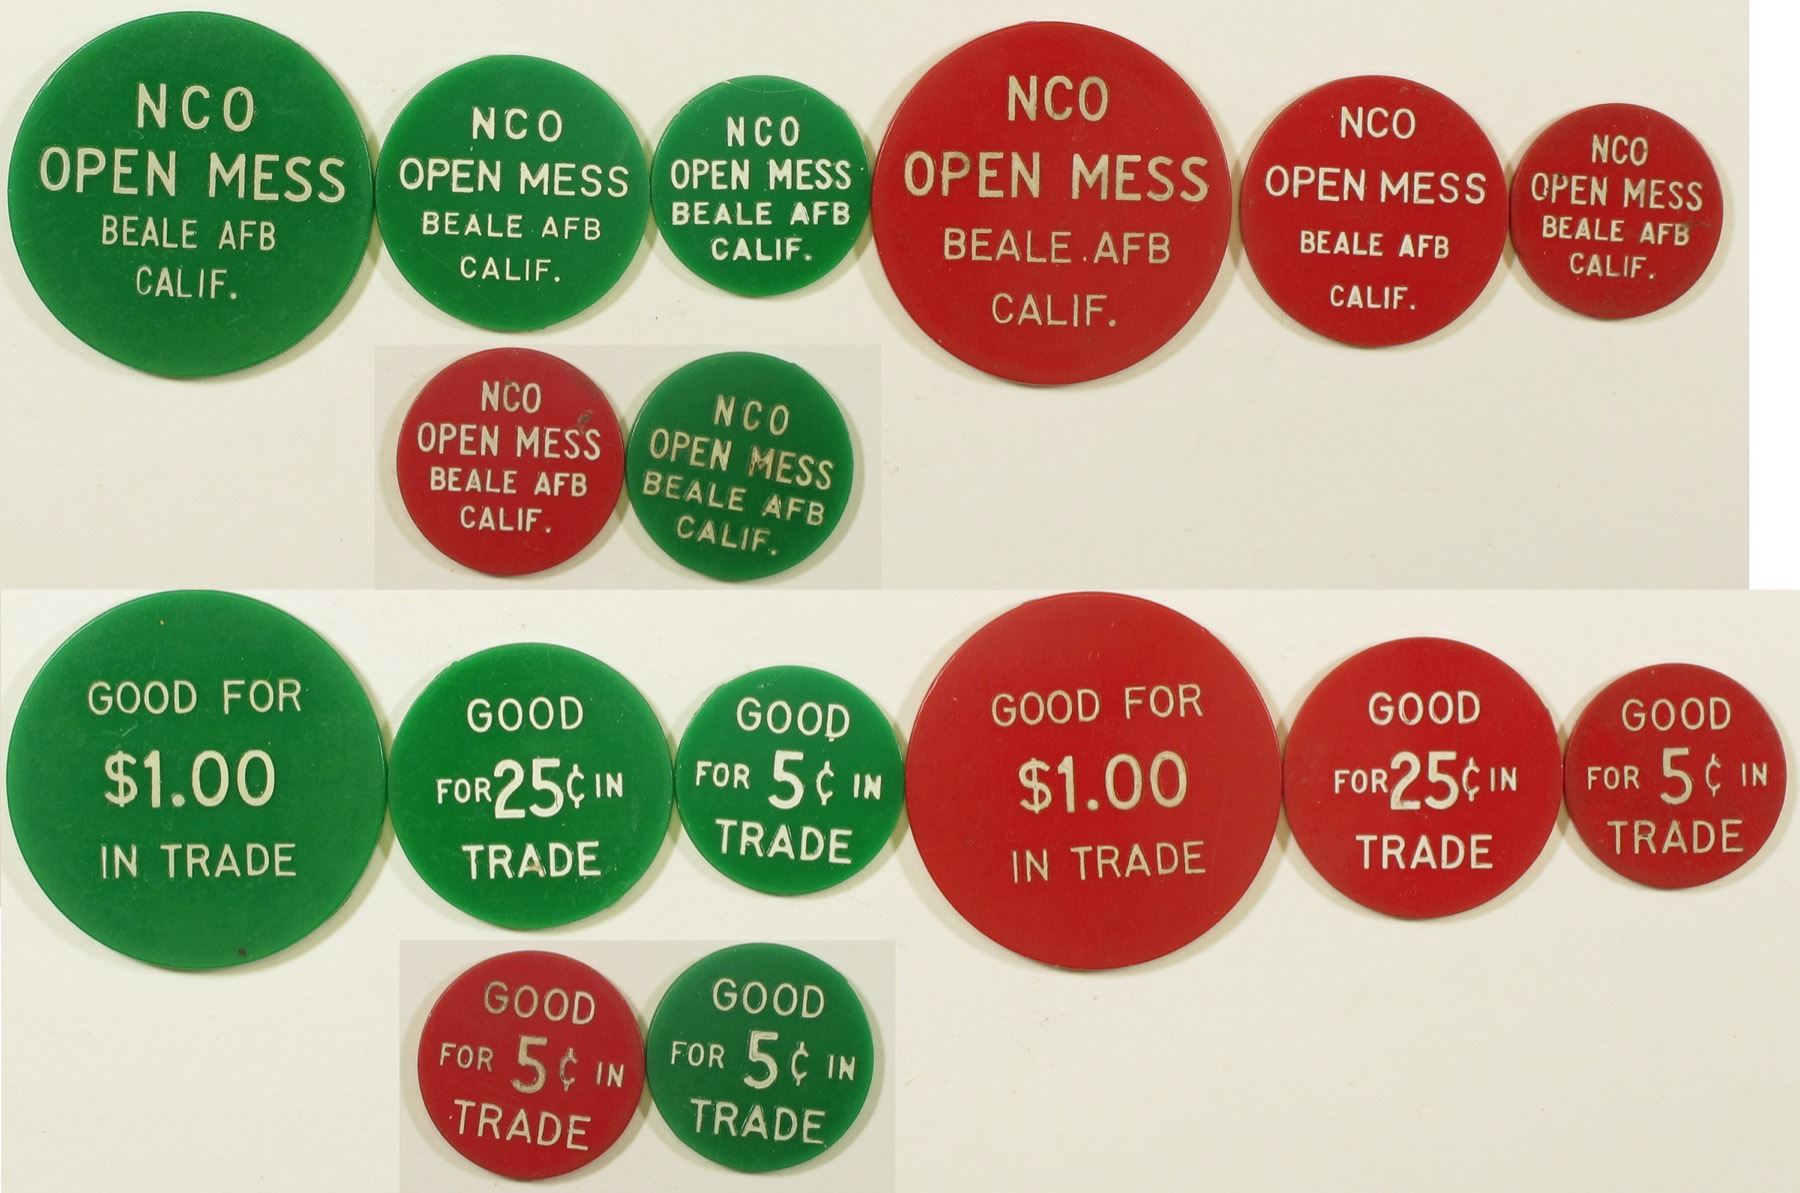 NCO
OPEN MESS
BEALE AFB
CALIF.
NCO
OPEN MESS
BEALE AFB
CALIF.
NCO
OPEN MESS
BEALE AFB
CALIF.
NCO
OPEN MESS
BEALE AFB
CALIF.
NCO
OPEN MESS
BEALE AFB
CALIF.
NCO
OPEN MESS
BEALE AFB
CALIF.
NCO
OPEN MESS
BEALE AFB
CALIF.
NCO
OPEN MESS
BEALE AFB
CALIF.
GOOD FOR
$1.00
IN TRADE
GOOD
FOR 25¢ IN
TRADE
GOOD
FOR 5¢ IN
TRADE
GOOD FOR
$1.00
IN TRADE
GOOD
FOR 25¢ IN
TRADE
GOOD
FOR 5¢ IN
TRADE
GOOD
FOR 5¢ IN
TRADE
GOOD
FOR 5¢ IN
TRADE